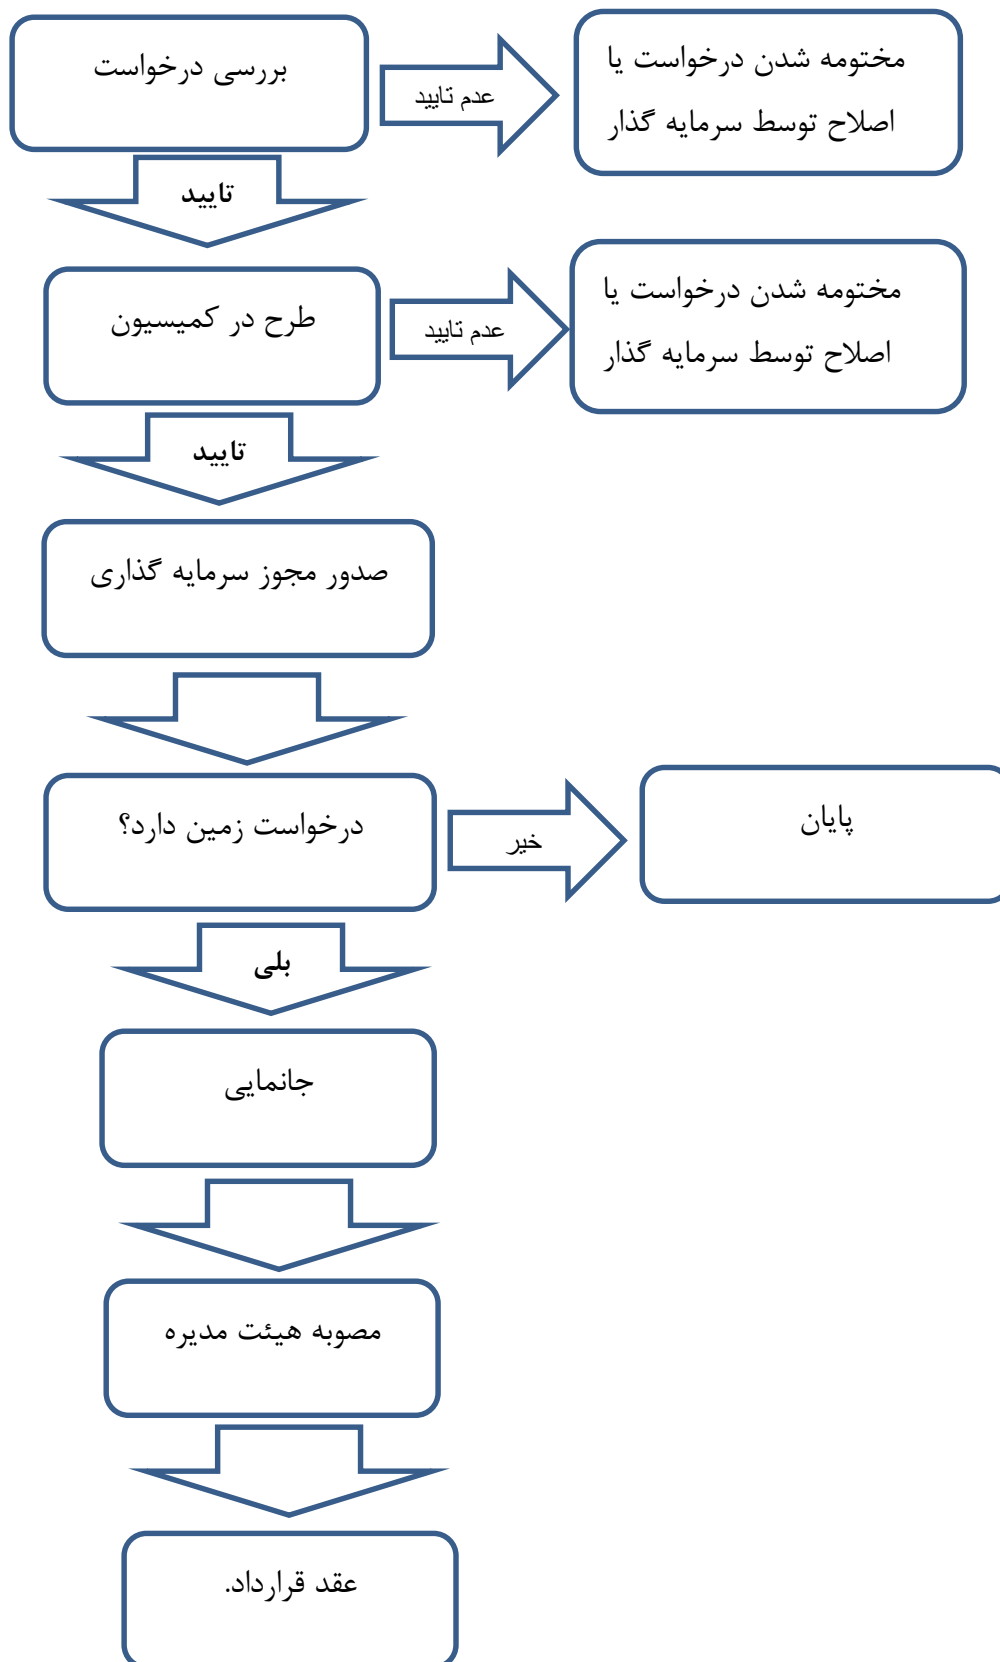 بررسی درخواست
عدم تایید
مختومه شدن درخواست یا
اصلاح توسط سرمایه گذار
تایید
طرح در کمیسیون
عدم تایید
مختومه شدن درخواست یا
اصلاح توسط سرمایه گذار
تایید
صدور مجوز سرمایه گذاری
درخواست زمین دارد؟
خیر
پایان
بلی
جانمایی
مصوبه هیئت مدیره
عقد قرارداد.